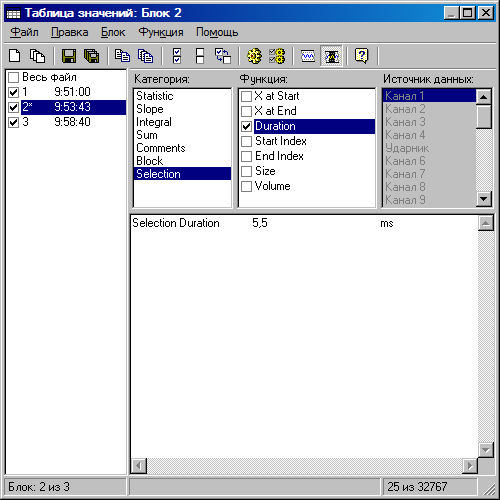 Таблица значений: Блок 2
Файл Правка Блок Функция Помощь
Весь файл
1 9:51:00
2* 9:53:43
3 9:58:40
Категория:
Statistic
Slope
Integral
Sum
Comments
Block
Selection
Функция:
X at Start
X at End
Duration
Start Index
End Index
Size
Volume
Источник данных:
Канал 1
Канал 2
Канал 3
Канал 4
Ударник
Канал 6
Канал 7
Канал 8
Канал 9
Selection Duration 5,5 ms
Блок: 2 из 3
25 из 32767